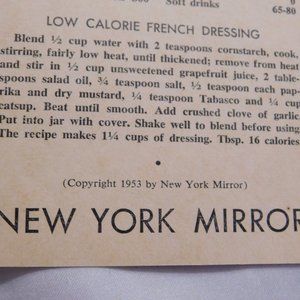 Soft drinks 0
65-80
LOW CALORIE FRENCH DRESSING
Blend ½ cup water with 2 teaspoons cornstarch, cook,
stirring, fairly low heat, until thickened; remove from heat
and stir in ½ cup unsweetened grapefruit juice, 2 table-
spoons salad oil, ¾ teaspoon salt, ½ teaspoon each pap-
rika and dry mustard, ¼ teaspoon Tabasco and ¼ cup
catsup. Beat until smooth. Add crushed clove of garlic.
Put into jar with cover. Shake well to blend before using.
The recipe makes 1¼ cups of dressing. Tbsp. 16 calories
(Copyright 1953 by New York Mirror)
NEW YORK MIRROR